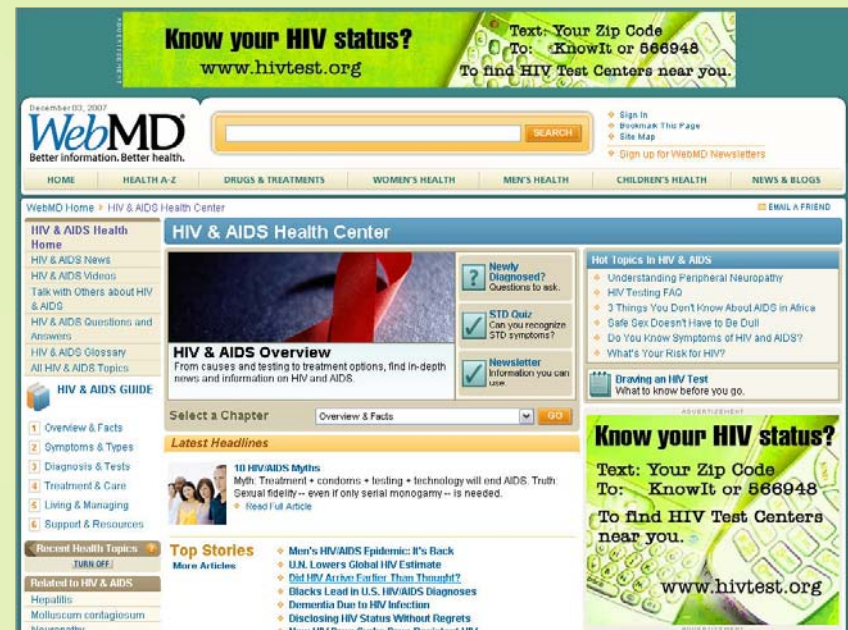 ADVERTISEMENT
Know your HIV status?
www.hivtest.org
Text: Your Zip Code
To: KnowIt or 566948
To find HIV Test Centers near you.
December 03, 2007
WebMD
Better information. Better health.
SEARCH
Sign In
Bookmark This Page
Site Map
Sign up for WebMD Newsletters
HOME HEALTH A-Z DRUGS & TREATMENTS WOMEN'S HEALTH MEN'S HEALTH CHILDREN'S HEALTH NEWS & BLOGS
WebMD Home HIV & AIDS Health Center
EMAIL A FRIEND
HIV & AIDS Health
Home
HIV & AIDS News
HIV & AIDS Videos
Talk with Others about HIV
& AIDS
HIV & AIDS Questions and
Answers
HIV & AIDS Glossary
All HIV & AIDS Topics
HIV & AIDS GUIDE
1 Overview & Facts
2 Symptoms & Types
3 Diagnosis & Tests
4 Treatment & Care
5 Living & Managing
6 Support & Resources
Recent Health Topics ?
TURN OFF
Related to HIV & AIDS
Hepatitis
Molluscum contagiosum
Neuropathy
HIV & AIDS Health Center
HIV & AIDS Overview
From causes and testing to treatment options, find in-depth
news and information on HIV and AIDS.
?
Newly
Diagnosed?
Questions to ask.
STD Quiz
Can you recognize
STD symptoms?
Newsletter
Information you can
use.
Select a Chapter Overview & Facts GO
Latest Headlines
10 HIV/AIDS Myths
Myth: Treatment + condoms + testing + technology will end AIDS. Truth:
Sexual fidelity -- even if only serial monogamy -- is needed.
Read Full Article
Top Stories
More Articles
Men's HIV/AIDS Epidemic: It's Back
U.N. Lowers Global HIV Estimate
Did HIV Arrive Earlier Than Thought?
Blacks Lead in U.S. HIV/AIDS Diagnoses
Dementia Due to HIV Infection
Disclosing HIV Status Without Regrets
Hot Topics in HIV & AIDS
Understanding Peripheral Neuropathy
HIV Testing FAQ
3 Things You Don't Know About AIDS in Africa
Safe Sex Doesn't Have to Be Dull
Do You Know Symptoms of HIV and AIDS?
What's Your Risk for HIV?
Braving an HIV Test
What to know before you go.
ADVERTISEMENT
Know your HIV status?
Text: Your Zip Code
To: KnowIt or 566948
To find HIV Test Centers
near you.
www.hivtest.org
ADVERTISEMENT